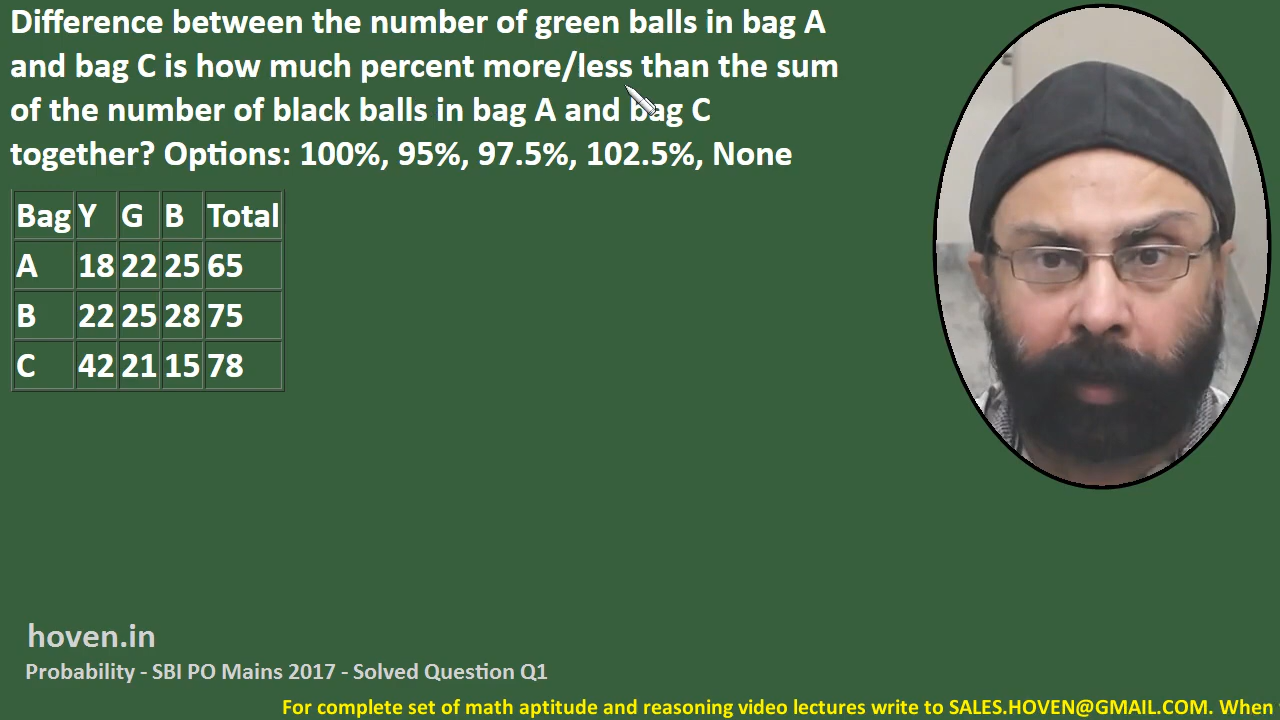 Difference between the number of green balls in bag A
and bag C is how much percent more/less than the sum
of the number of black balls in bag A and bag C
together? Options: 100%, 95%, 97.5%, 102.5%, None
Bag Y G B Total
A 18 22 25 65
B 22 25 28 75
C 42 21 15 78
hoven.in
Probability - SBI PO Mains 2017 - Solved Question Q1
For complete set of math aptitude and reasoning video lectures write to SALES.HOVEN@GMAIL.COM. When